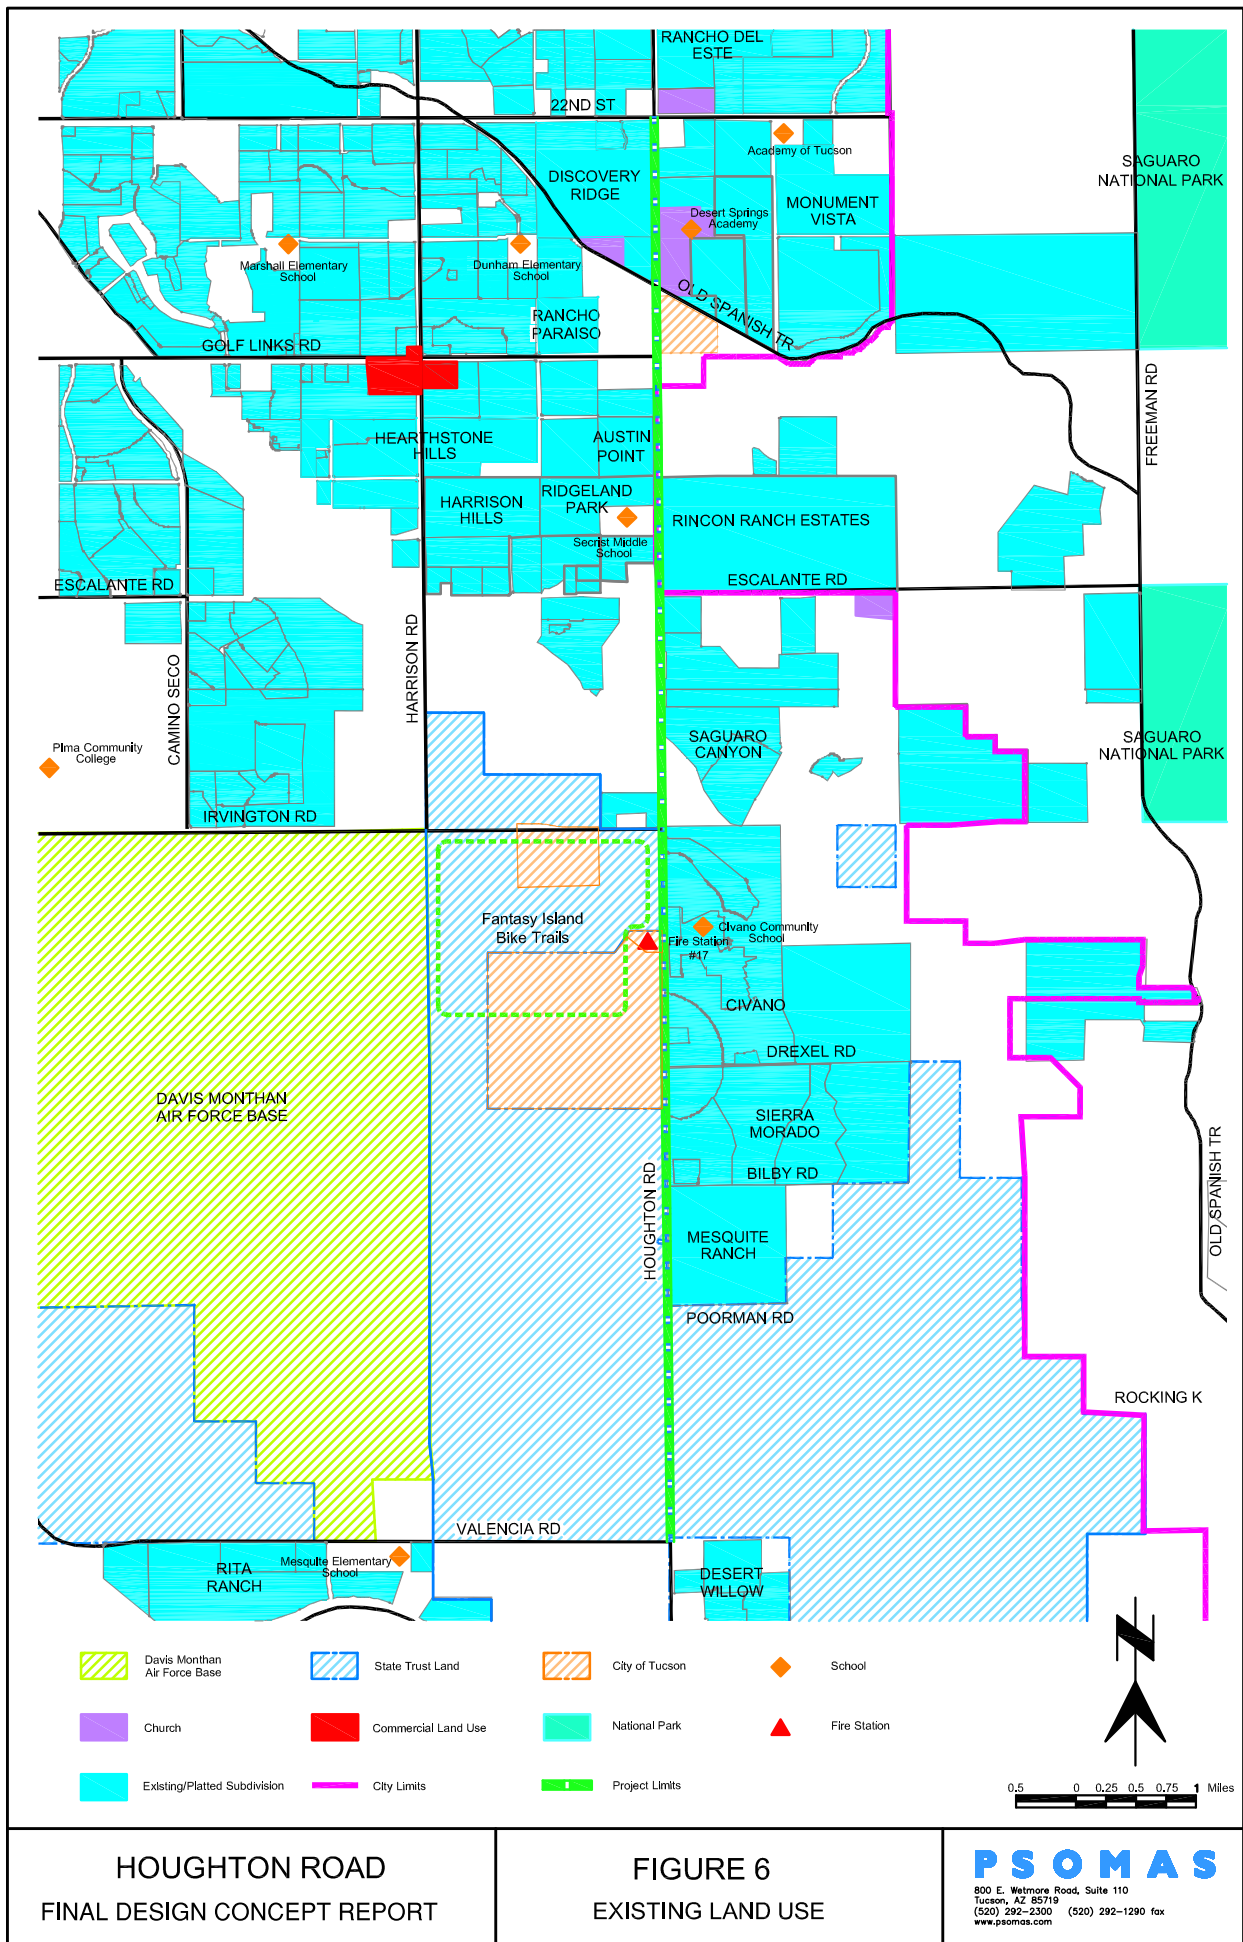 RANCHO DEL
ESTE
22ND ST
Academy of Tucson
SAGUARO
NATIONAL PARK
DISCOVERY
RIDGE
MONUMENT
VISTA
Desert Springs
Academy
Marshall Elementary
School
Dunham Elementary
School
OLD SPANISH TR
RANCHO
PARAISO
GOLF LINKS RD
FREEMAN RD
HEARTHSTONE
HILLS
AUSTIN
POINT
HARRISON
HILLS
RIDGELAND
PARK
RINCON RANCH ESTATES
Secrist Middle
School
ESCALANTE RD
ESCALANTE RD
HARRISON RD
CAMINO SECO
Pima Community
College
SAGUARO
CANYON
SAGUARO
NATIONAL PARK
IRVINGTON RD
Fantasy Island
Bike Trails
Civano Community
School
Fire Station
#17
CIVANO
DREXEL RD
DAVIS MONTHAN
AIR FORCE BASE
SIERRA
MORADO
BILBY RD
HOUGHTON RD
OLD SPANISH TR
MESQUITE
RANCH
POORMAN RD
ROCKING K
VALENCIA RD
RITA
RANCH
Mesquite Elementary
School
DESERT
WILLOW
Davis Monthan
Air Force Base
State Trust Land
City of Tucson
School
Church
Commercial Land Use
National Park
Fire Station
Existing/Platted Subdivision
City Limits
Project Limits
N
0.5 0 0.25 0.5 0.75 1 Miles
HOUGHTON ROAD
FINAL DESIGN CONCEPT REPORT
FIGURE 6
EXISTING LAND USE
PSOMAS
800 E. Wetmore Road, Suite 110
Tucson, AZ 85719
(520) 292-2300 (520) 292-1290 fax
www.psomas.com